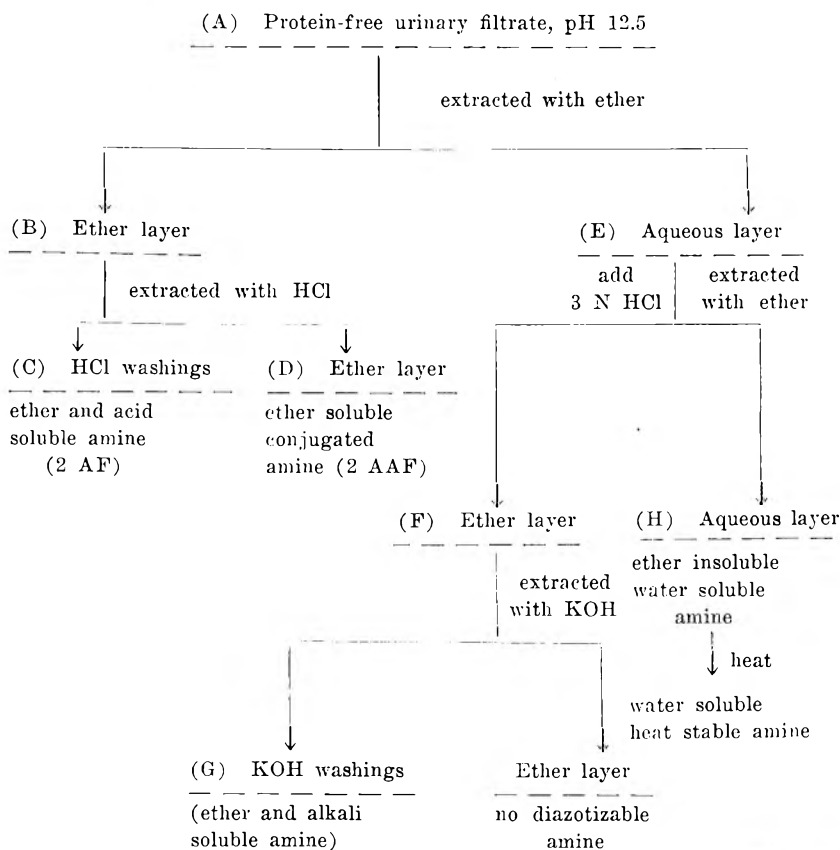 (A) Protein-free urinary filtrate, pH 12.5
extracted with ether
(B) Ether layer
(E) Aqueous layer
extracted with HCl
add
3 N HCl
extracted
with ether
(C) HCl washings
ether and acid
soluble amine
(2 AF)
(D) Ether layer
ether soluble
conjugated
amine (2 AAF)
(F) Ether layer
(H) Aqueous layer
ether insoluble
water soluble
amine
extracted
with KOH
heat
water soluble
heat stable amine
(G) KOH washings
(ether and alkali
soluble amine)
Ether layer
no diazotizable
amine